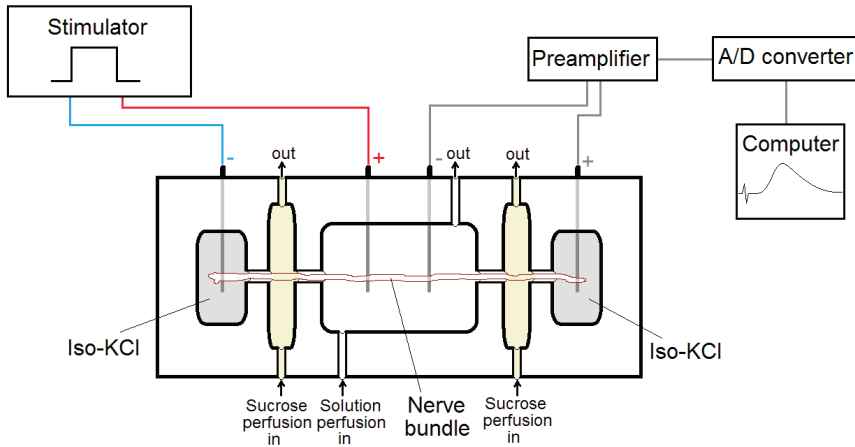 Stimulator
Preamplifier
A/D converter
Computer
-
out
+
-
out
out
+
Iso-KCl
Iso-KCl
Sucrose
perfusion
in
Solution
perfusion
in
Nerve
bundle
Sucrose
perfusion
in